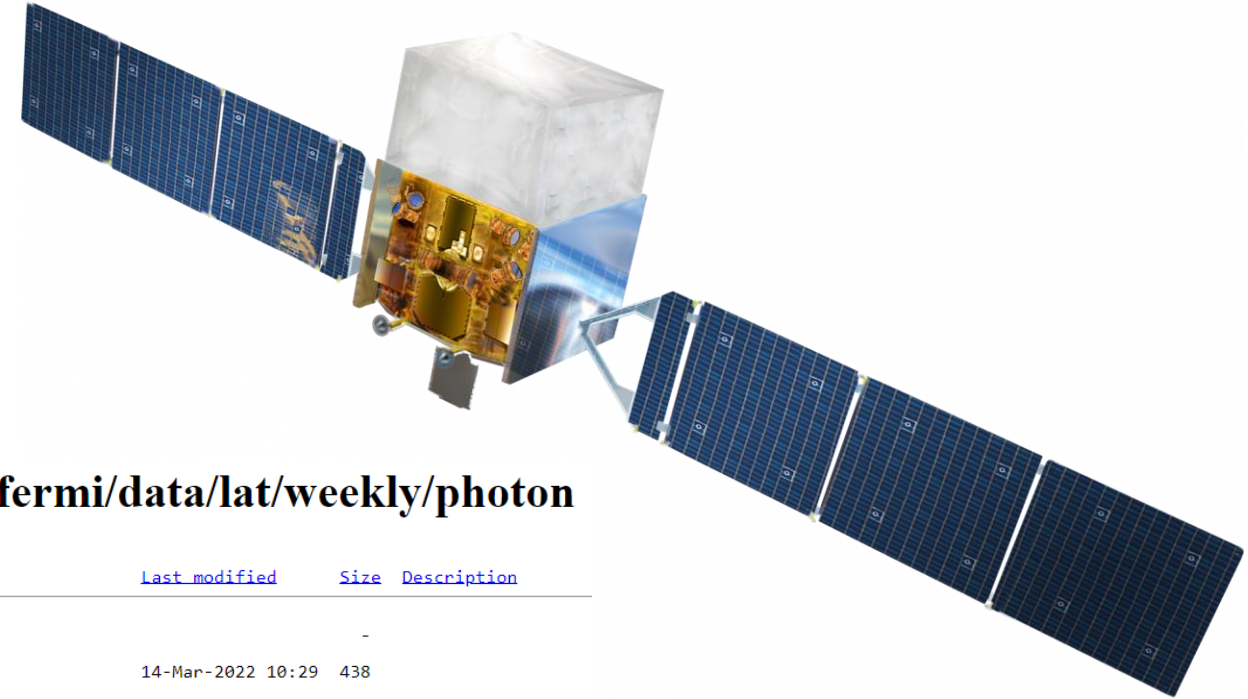 fermi/data/lat/weekly/photon
Last modified Size Description
-
14-Mar-2022 10:29 438